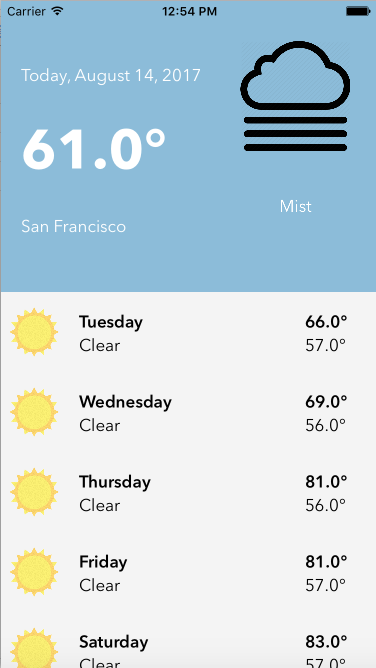 Carrier 12:54 PM
Today, August 14, 2017
61.0°
Mist
San Francisco
Tuesday 66.0°
Clear 57.0°
Wednesday 69.0°
Clear 56.0°
Thursday 81.0°
Clear 56.0°
Friday 81.0°
Clear 57.0°
Saturday 83.0°
Clear 57.0°